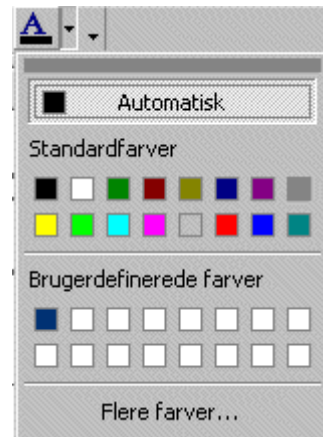 A
Automatisk
Standardfarver
Brugerdefinerede farver
Flere farver...